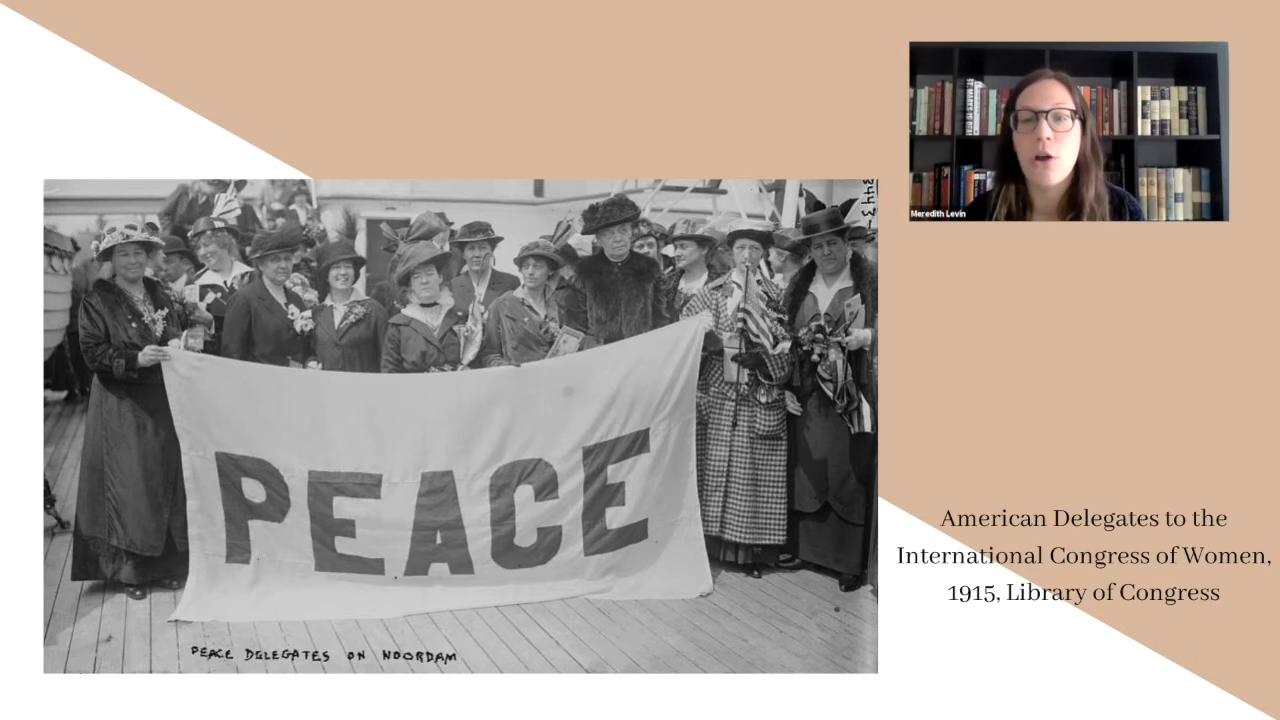 Meredith Levin
PEACE
PEACE DELEGATES ON NOORDAM
American Delegates to the
International Congress of Women,
1915, Library of Congress